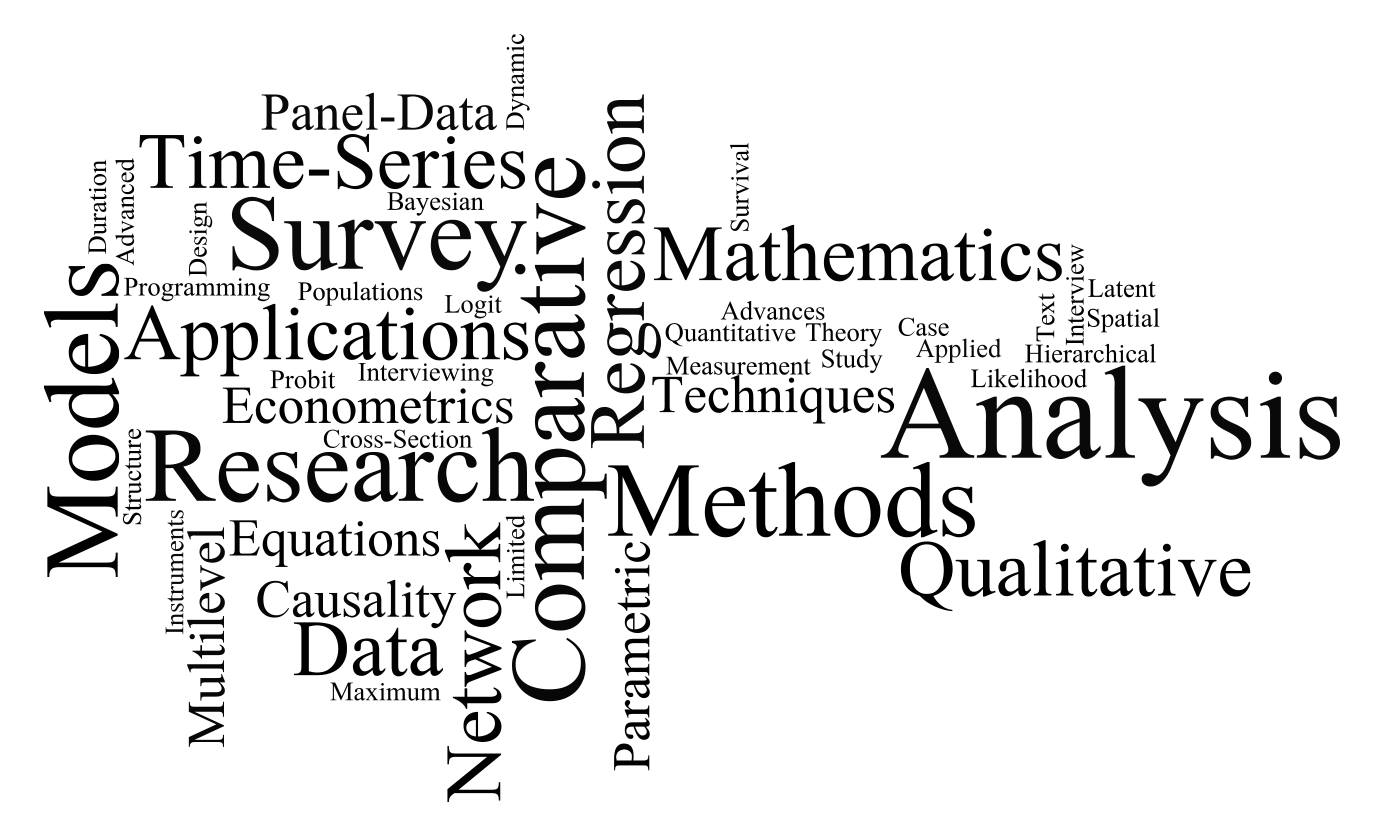 Dynamic
Panel-Data
Time-Series
Duration
Advanced
Bayesian
Design
Survey
Models
Programming
Populations
Logit
Applications
Probit
Interviewing
Econometrics
Cross-Section
Structure
Research
Comparative
Regression
Survival
Mathematics
Interview
Text
Latent
Spatial
Advances
Quantitative
Theory
Case
Measurement
Study
Applied
Hierarchical
Likelihood
Techniques
Analysis
Methods
Qualitative
Instruments
Multilevel
Equations
Network
Limited
Causality
Data
Maximum
Parametric